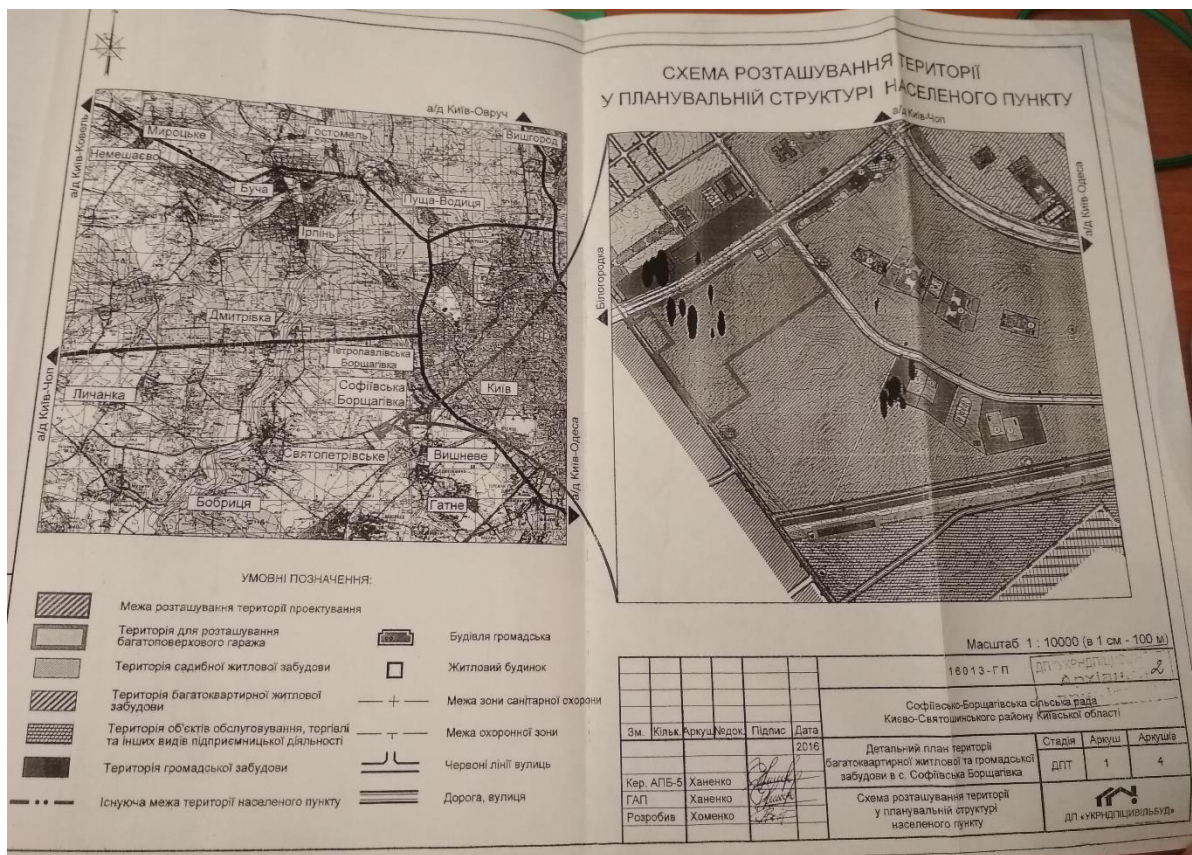 СХЕМА РОЗТАШУВАННЯ ТЕРИТОРІЇ
У ПЛАНУВАЛЬНІЙ СТРУКТУРІ НАСЕЛЕНОГО ПУНКТУ
а/д Київ-Овруч
а/д Київ-Ковель
Мироцьке
Гостомель
Вишгород
Немешаєво
Буча
Пуща-Водиця
Ірпінь
Дмитрівка
Петропавлівська
Борщагівка
Софіївська
Борщагівка
Київ
а/д Київ-Чоп
Личанка
Святопетрівське
Вишневе
Бобриця
Гатне
а/д Київ-Одеса
а/д Київ-Чоп
а/д Київ-Одеса
Білогородка
УМОВНІ ПОЗНАЧЕННЯ:
Межа розташування території проектування
Територія для розташування
багатоповерхового гаража
Територія садибної житлової забудови
Територія багатоквартирної житлової
забудови
Територія об'єктів обслуговування, торгівлі
та інших видів підприємницької діяльності
Територія громадської забудови
Існуюча межа території населеного пункту
Будівля громадська
Житловий будинок
Межа зони санітарної охорони
Межа охоронної зони
Червоні лінії вулиць
Дорога, вулиця
Масштаб 1 : 10000 (в 1 см - 100 м)
16013-ГП
2
Софіївсько-Борщагівська сільська рада
Києво-Святошинського району Київської області
Зм. Кільк. Аркуш №док. Підпис Дата
2016
Детальний план території
багатоквартирної житлової та громадської
забудови в с. Софіївська Борщагівка
Стадія Аркуш Аркушів
ДПТ 1 4
Кер. АПБ-5 Ханенко
ГАП Ханенко
Розробив Хоменко
Схема розташування території
у планувальній структурі
населеного пункту
ДП «УКРНДПІЦИВІЛЬБУД»